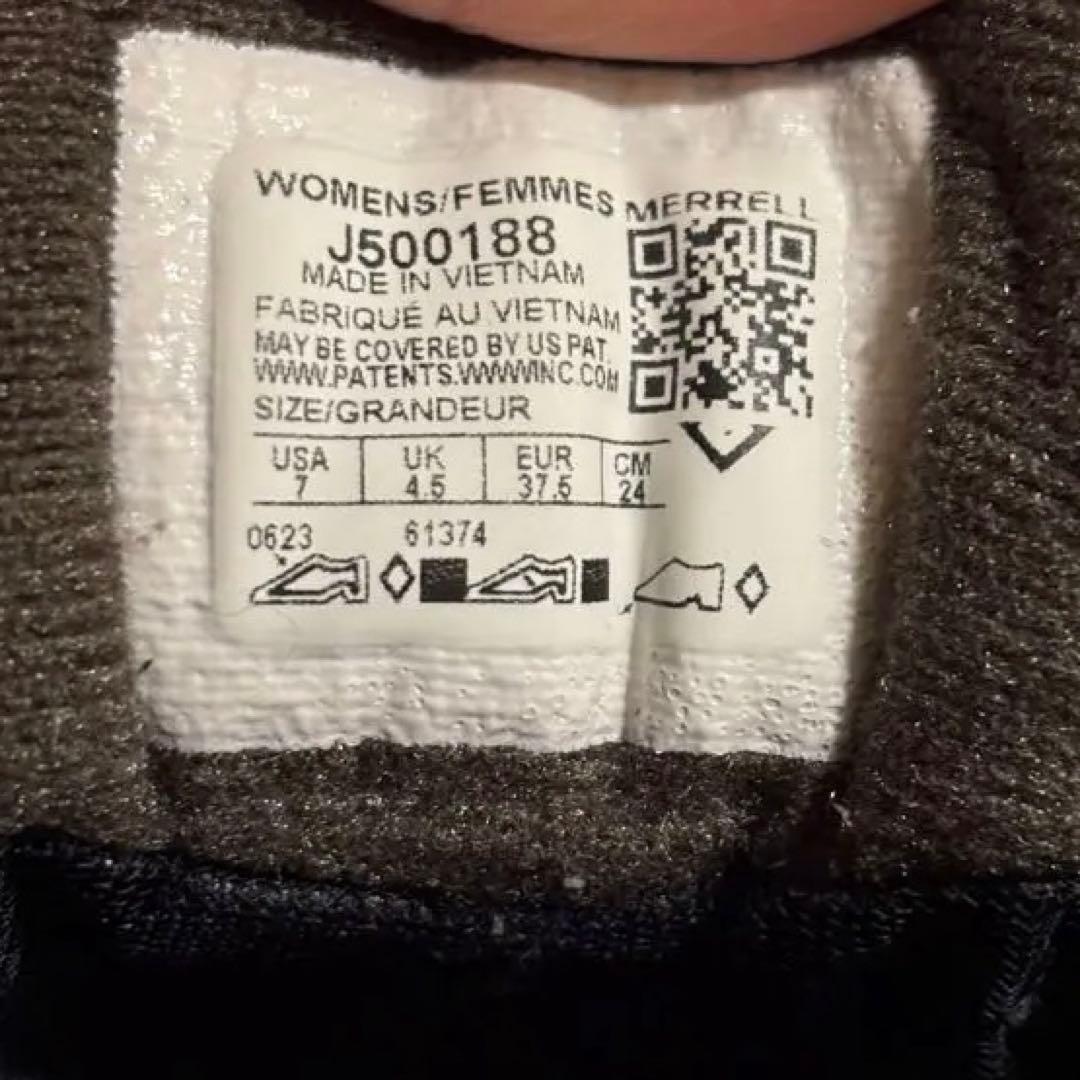 WOMENS/FEMMES
MERRELL
J500188
MADE IN VIETNAM
FABRIQUÉ AU VIETNAM
MAY BE COVERED BY US PAT.
WWW.PATENTS.WWWINC.COM
SIZE/GRANDEUR
USA UK EUR CM
7 4.5 37.5 24
0623 61374